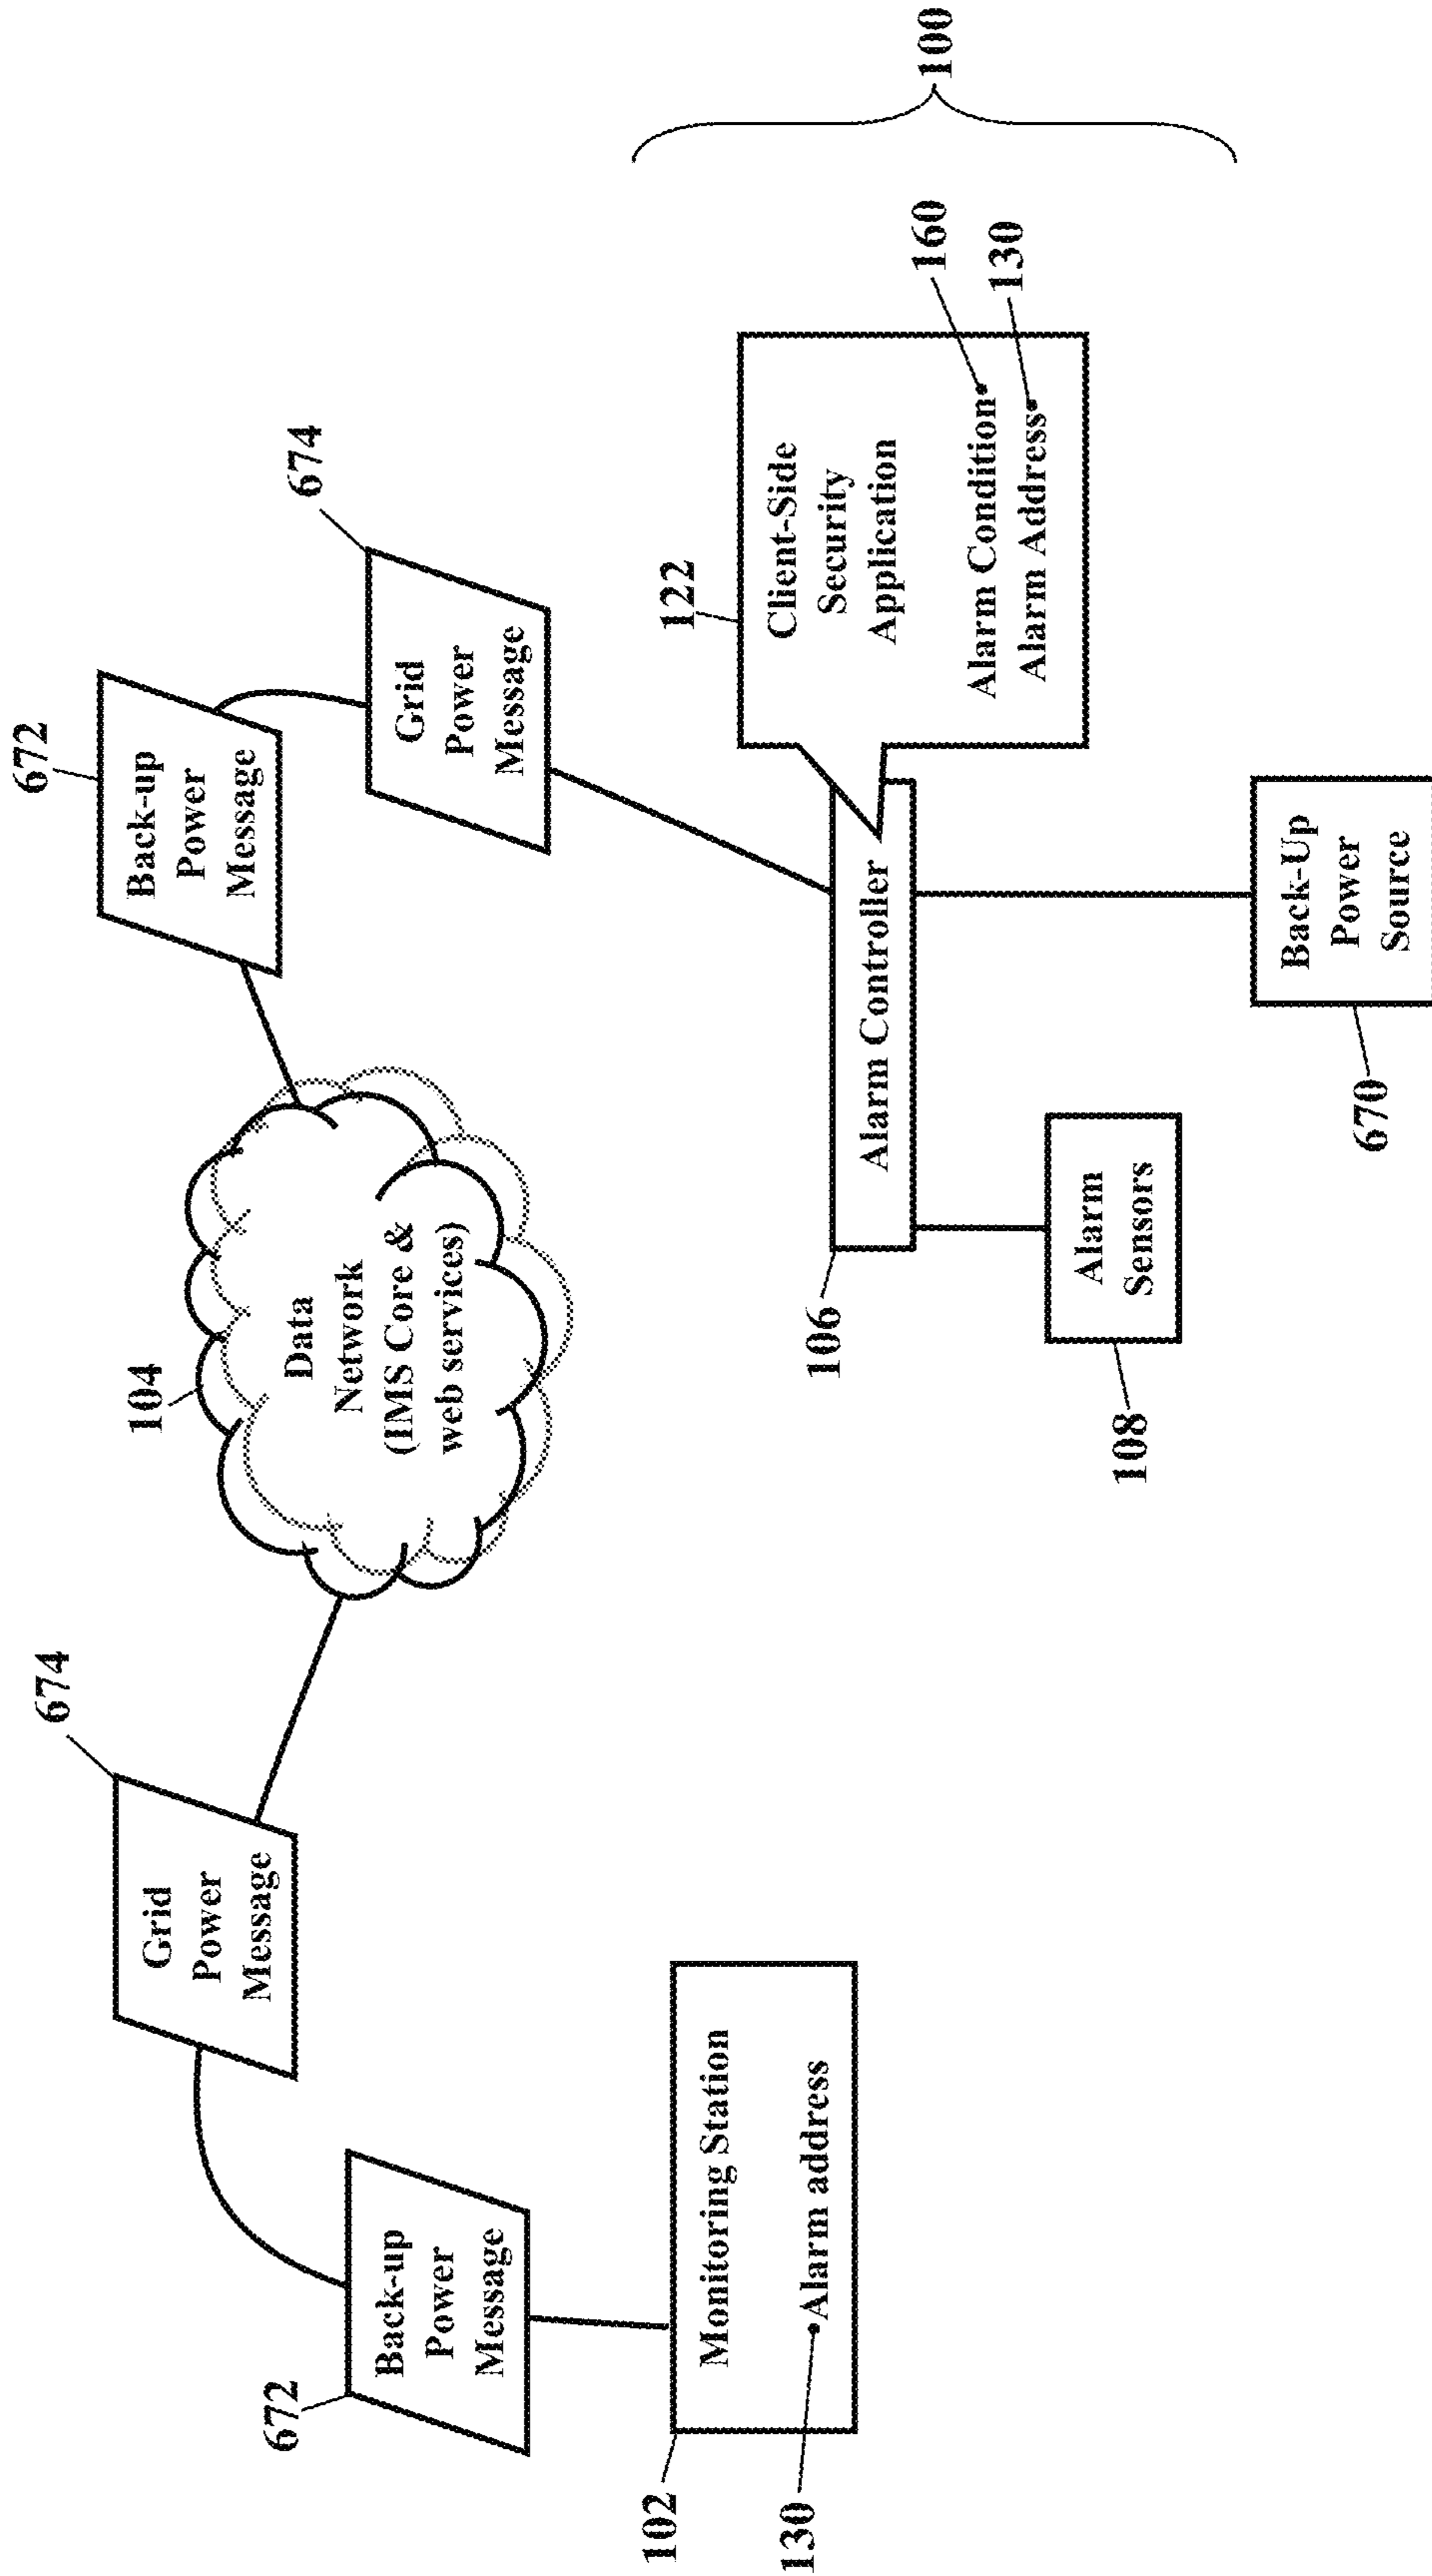 674
Grid
Power
Message
672
Back-up
Power
Message
104
Data
Network
(IMS Core &
web services)
672
Back-up
Power
Message
674
Grid
Power
Message
102
Monitoring Station
Alarm address
130
106
Alarm Controller
122
Client-Side
Security
Application
Alarm Condition
Alarm Address
160
130
100
108
Alarm
Sensors
670
Back-Up
Power
Source